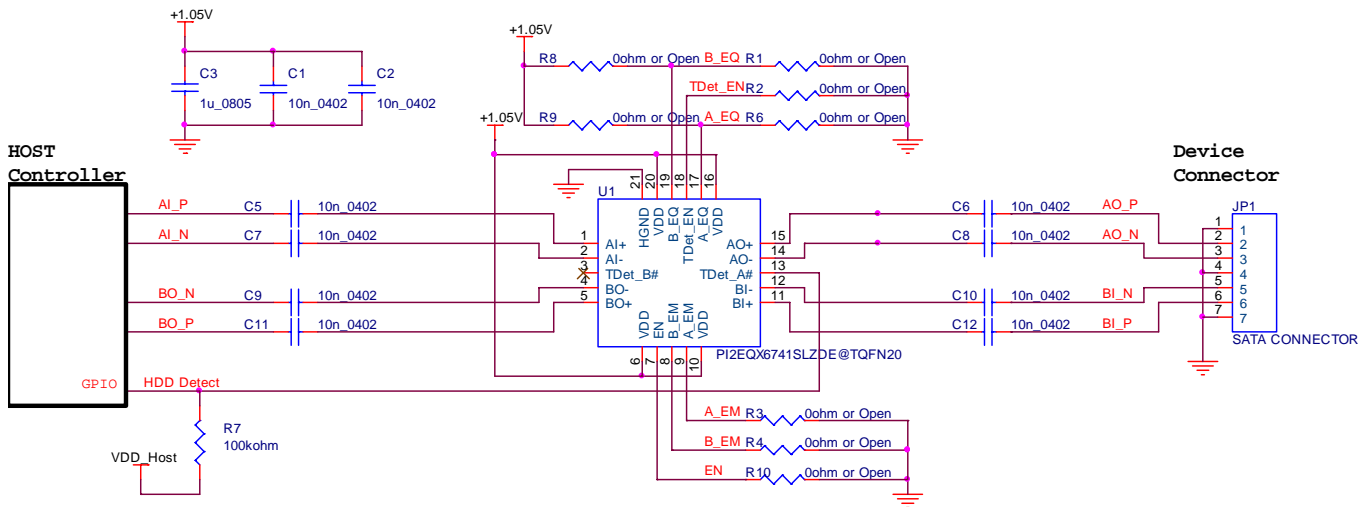 +1.05V
+1.05V
R8 0ohm or Open B_EQ R1 0ohm or Open
C3 C1 C2
TDet_EN R2 0ohm or Open
1u_0805 10n_0402 10n_0402
+1.05V R9 0ohm or Open A_EQ R6 0ohm or Open
HOST
Controller
Device
Connector
21 20 19 18 17 16
U1
HGND VDD B_EQ TDet_EN A_EQ VDD
AI_P C5 10n_0402
AI_N C7 10n_0402
BO_N C9 10n_0402
BO_P C11 10n_0402
1 AI+
2 AI-
3 TDet_B#
4 BO-
5 BO+
AO+ 15
AO- 14
TDet_A# 13
BI- 12
BI+ 11
VDD EN B_EM A_EM VDD
6 7 8 9 10
PI2EQX6741SLZDE@TQFN20
C6 10n_0402 AO_P
C8 10n_0402 AO_N
C10 10n_0402 BI_N
C12 10n_0402 BI_P
JP1
1 1
2 2
3 3
4 4
5 5
6 6
7 7
SATA CONNECTOR
GPIO HDD Detect
R7
100kohm
VDD_Host
A_EM R3 0ohm or Open
B_EM R4 0ohm or Open
EN R10 0ohm or Open